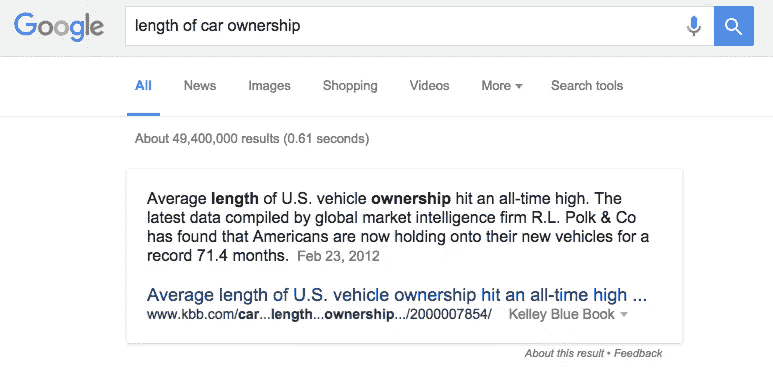 Google
length of car ownership
All News Images Shopping Videos More Search tools
About 49,400,000 results (0.61 seconds)
Average length of U.S. vehicle ownership hit an all-time high. The
latest data compiled by global market intelligence firm R.L. Polk & Co
has found that Americans are now holding onto their new vehicles for a
record 71.4 months. Feb 23, 2012
Average length of U.S. vehicle ownership hit an all-time high ...
www.kbb.com/car...length...ownership.../2000007854/ Kelley Blue Book
About this result • Feedback